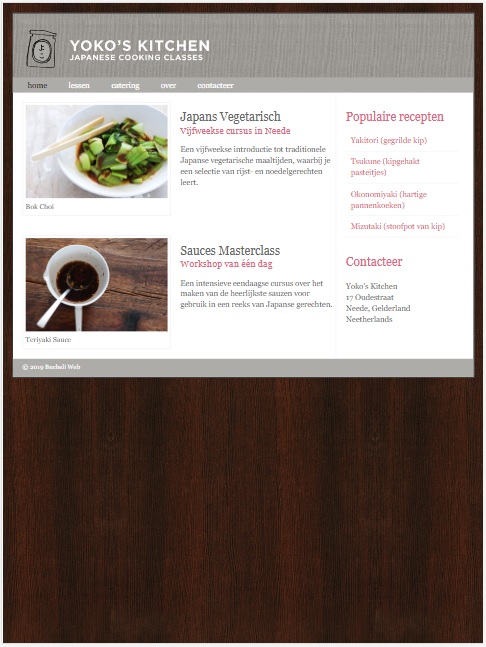 YOKO'S KITCHEN
JAPANESE COOKING CLASSES
home lessen catering over contacteer
Bok Choi
Japans Vegetarisch
Vijfweekse cursus in Neede
Een vijfweekse introductie tot traditionele
Japanse vegetarische maaltijden, waarbij je
een selectie van rijst- en noedelgerechten
leert.
Teriyaki Sauce
Sauces Masterclass
Workshop van één dag
Een intensieve eendaagse cursus over het
maken van de heerlijkste sauzen voor
gebruik in een reeks van Japanse gerechten.
Populaire recepten
Yakitori (gegrilde kip)
Tsukune (kipgehakt
pasteitjes)
Okonomiyaki (hartige
pannenkoeken)
Mizutaki (stoofpot van kip)
Contacteer
Yoko's Kitchen
17 Oudestraat
Neede, Gelderland
Neetherlands
© 2019 Web